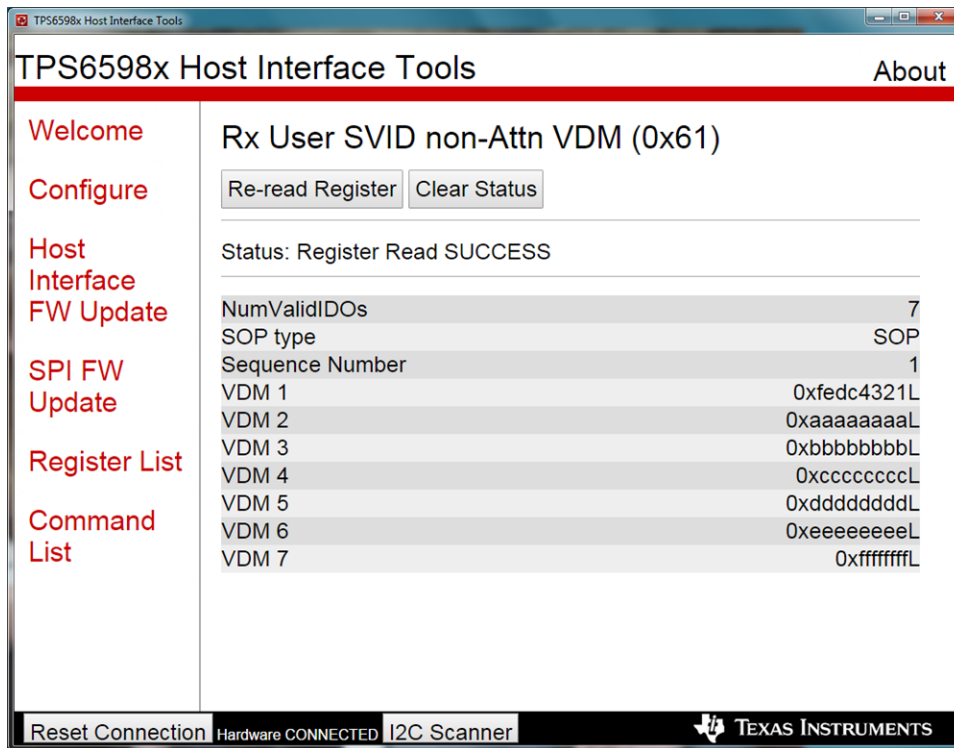 TPS6598x Host Interface Tools
TPS6598x Host Interface Tools
About
Welcome
Configure
Host
Interface
FW Update
SPI FW
Update
Register List
Command
List
Rx User SVID non-Attn VDM (0x61)
Re-read Register Clear Status
Status: Register Read SUCCESS
NumValidIDOs 7
SOP type SOP
Sequence Number 1
VDM 1 0xfedc4321L
VDM 2 0xaaaaaaaaL
VDM 3 0xbbbbbbbbL
VDM 4 0xccccccccL
VDM 5 0xddddddddL
VDM 6 0xeeeeeeeeL
VDM 7 0xffffffffL
Reset Connection Hardware CONNECTED I2C Scanner
TEXAS INSTRUMENTS